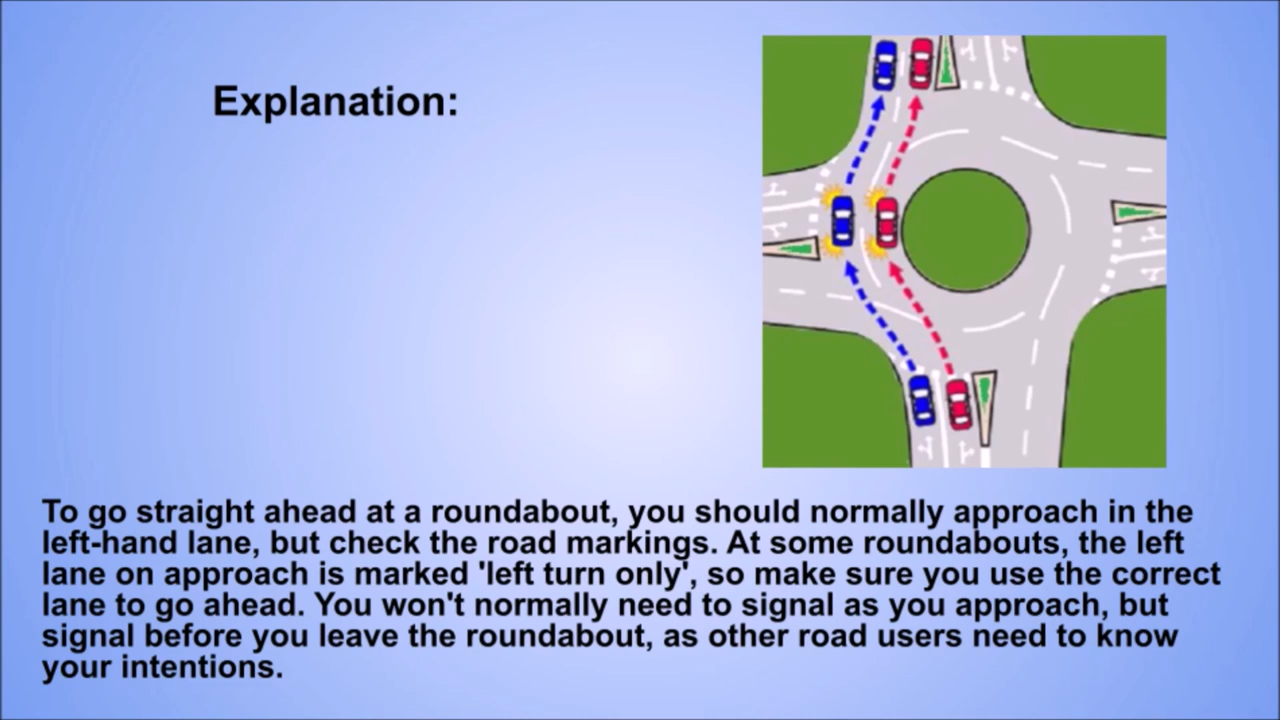 Explanation:
To go straight ahead at a roundabout, you should normally approach in the
left-hand lane, but check the road markings. At some roundabouts, the left
lane on approach is marked 'left turn only', so make sure you use the correct
lane to go ahead. You won't normally need to signal as you approach, but
signal before you leave the roundabout, as other road users need to know
your intentions.